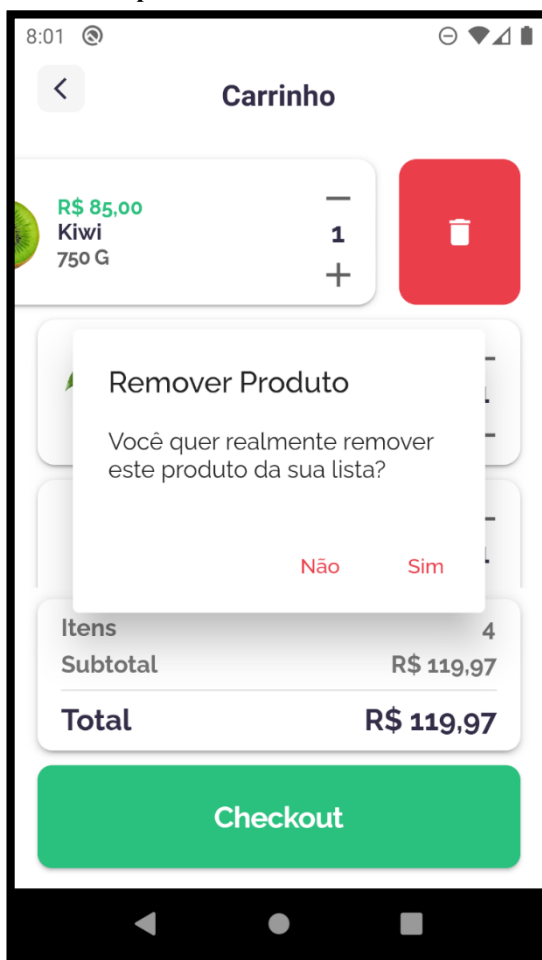 8:01
Carrinho
R$ 85,00
Kiwi
750 G
1
Remover Produto
Você quer realmente remover
este produto da sua lista?
Não Sim
Itens 4
Subtotal R$ 119,97
Total R$ 119,97
Checkout